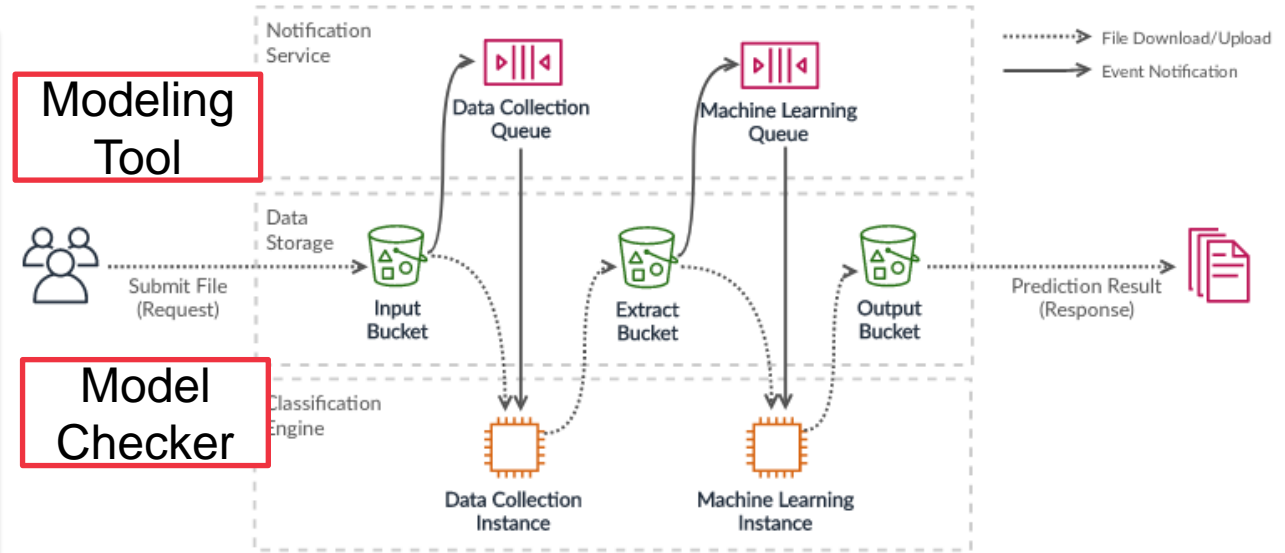 Notification
Service
Data Collection
Queue
Machine Learning
Queue
File Download/Upload
Event Notification
Modeling
Tool
Data
Storage
Submit File
(Request)
Input
Bucket
Extract
Bucket
Output
Bucket
Prediction Result
(Response)
Model
Checker
Classification
Engine
Data Collection
Instance
Machine Learning
Instance